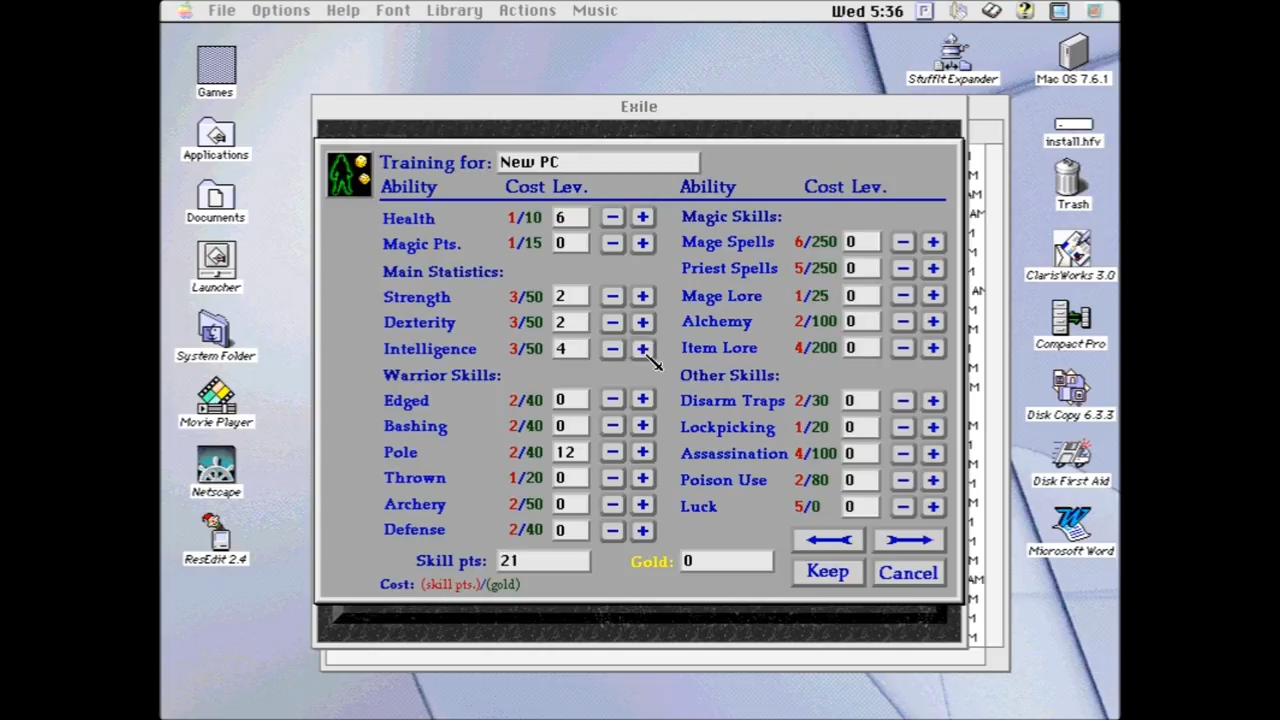 File Options Help Font Library Actions Music Wed 5:36
Games
Applications
Documents
Launcher
System Folder
Movie Player
Netscape
ResEdit 2.4
StuffIt Expander
Mac OS 7.6.1
install.hfv
Trash
ClarisWorks 3.0
Compact Pro
Disk Copy 6.3.3
Disk First Aid
Microsoft Word
Exile
Training for: New PC
Ability Cost Lev. Ability Cost Lev.
Health 1/10 6 − +
Magic Pts. 1/15 0 − +
Main Statistics:
Strength 3/50 2 − +
Dexterity 3/50 2 − +
Intelligence 3/50 4 − +
Warrior Skills:
Edged 2/40 0 − +
Bashing 2/40 0 − +
Pole 2/40 12 − +
Thrown 1/20 0 − +
Archery 2/50 0 − +
Defense 2/40 0 − +
Magic Skills:
Mage Spells 6/250 0 − +
Priest Spells 5/250 0 − +
Mage Lore 1/25 0 − +
Alchemy 2/100 0 − +
Item Lore 4/200 0 − +
Other Skills:
Disarm Traps 2/30 0 − +
Lockpicking 1/20 0 − +
Assassination 4/100 0 − +
Poison Use 2/80 0 − +
Luck 5/0 0 − +
Skill pts: 21 Gold: 0
Keep Cancel
Cost: (skill pts.)/(gold)